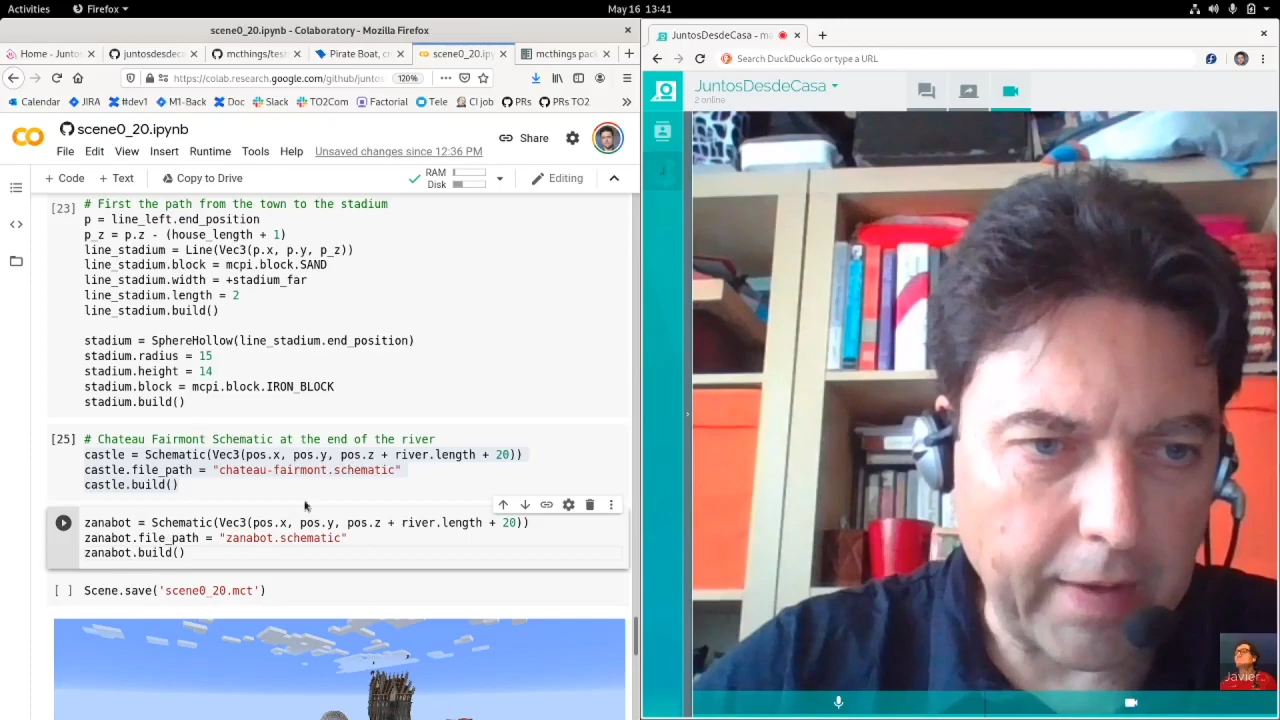 Activities
Firefox
May 16 13:41
scene0_20.ipynb - Colaboratory - Mozilla Firefox
Home - Juntos
juntosdesdec
mcthings/test
Pirate Boat, cr
scene0_20.ipy
mcthings pack
https://colab.research.google.com/github/juntos
120%
Calendar
JIRA
ttdev1
M1-Back
Doc
Slack
TO2Com
Factorial
Tele
CI job
PRs
PRs TO2
scene0_20.ipynb
Share
File Edit View Insert Runtime Tools Help Unsaved changes since 12:36 PM
+ Code + Text Copy to Drive
RAM
Disk
Editing
[23]
# First the path from the town to the stadium
p = line_left.end_position
p_z = p.z - (house_length + 1)
line_stadium = Line(Vec3(p.x, p.y, p_z))
line_stadium.block = mcpi.block.SAND
line_stadium.width = +stadium_far
line_stadium.length = 2
line_stadium.build()
stadium = SphereHollow(line_stadium.end_position)
stadium.radius = 15
stadium.height = 14
stadium.block = mcpi.block.IRON_BLOCK
stadium.build()
[25]
# Chateau Fairmont Schematic at the end of the river
castle = Schematic(Vec3(pos.x, pos.y, pos.z + river.length + 20))
castle.file_path = "chateau-fairmont.schematic"
castle.build()
zanabot = Schematic(Vec3(pos.x, pos.y, pos.z + river.length + 20))
zanabot.file_path = "zanabot.schematic"
zanabot.build()
[ ] Scene.save('scene0_20.mct')
JuntosDesdeCasa - ma
Search DuckDuckGo or type a URL
JuntosDesdeCasa
2 online
Javier..